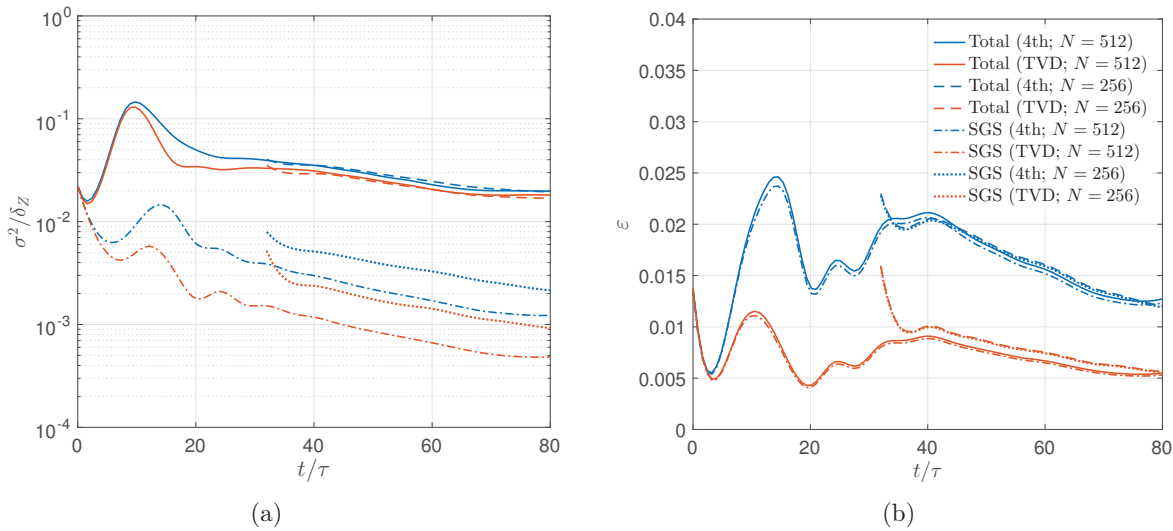 10^0
10^{-1}
10^{-2}
10^{-3}
10^{-4}
σ^2/δ_Z
0 20 40 60 80
t/τ
(a)
0.04
0.035
0.03
0.025
0.02
0.015
0.01
0.005
0
ε
Total (4th; N = 512)
Total (TVD; N = 512)
Total (4th; N = 256)
Total (TVD; N = 256)
SGS (4th; N = 512)
SGS (TVD; N = 512)
SGS (4th; N = 256)
SGS (TVD; N = 256)
0 20 40 60 80
t/τ
(b)